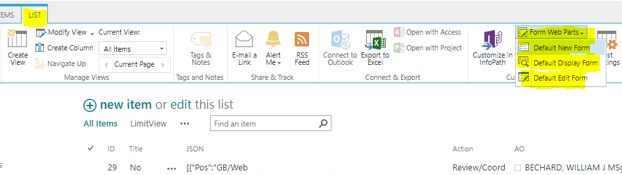 EMS LIST
Modify View
Current View:
Form Web Parts
Create View
Create Column
All Items
Navigate Up
Current Page
Tags & Notes
E-mail a Link
Alert Me
RSS Feed
Connect to Outlook
Export to Excel
Open with Access
Open with Project
Customize in InfoPath
Default New Form
Default Display Form
Default Edit Form
Manage Views
Tags and Notes
Share & Track
Connect & Export
new item or edit this list
All Items LimitView ••• Find an item
ID Title JSON Action AO
29 No ••• [{"Pos":"GB/Web Review/Coord BECHARD, WILLIAM J MSg